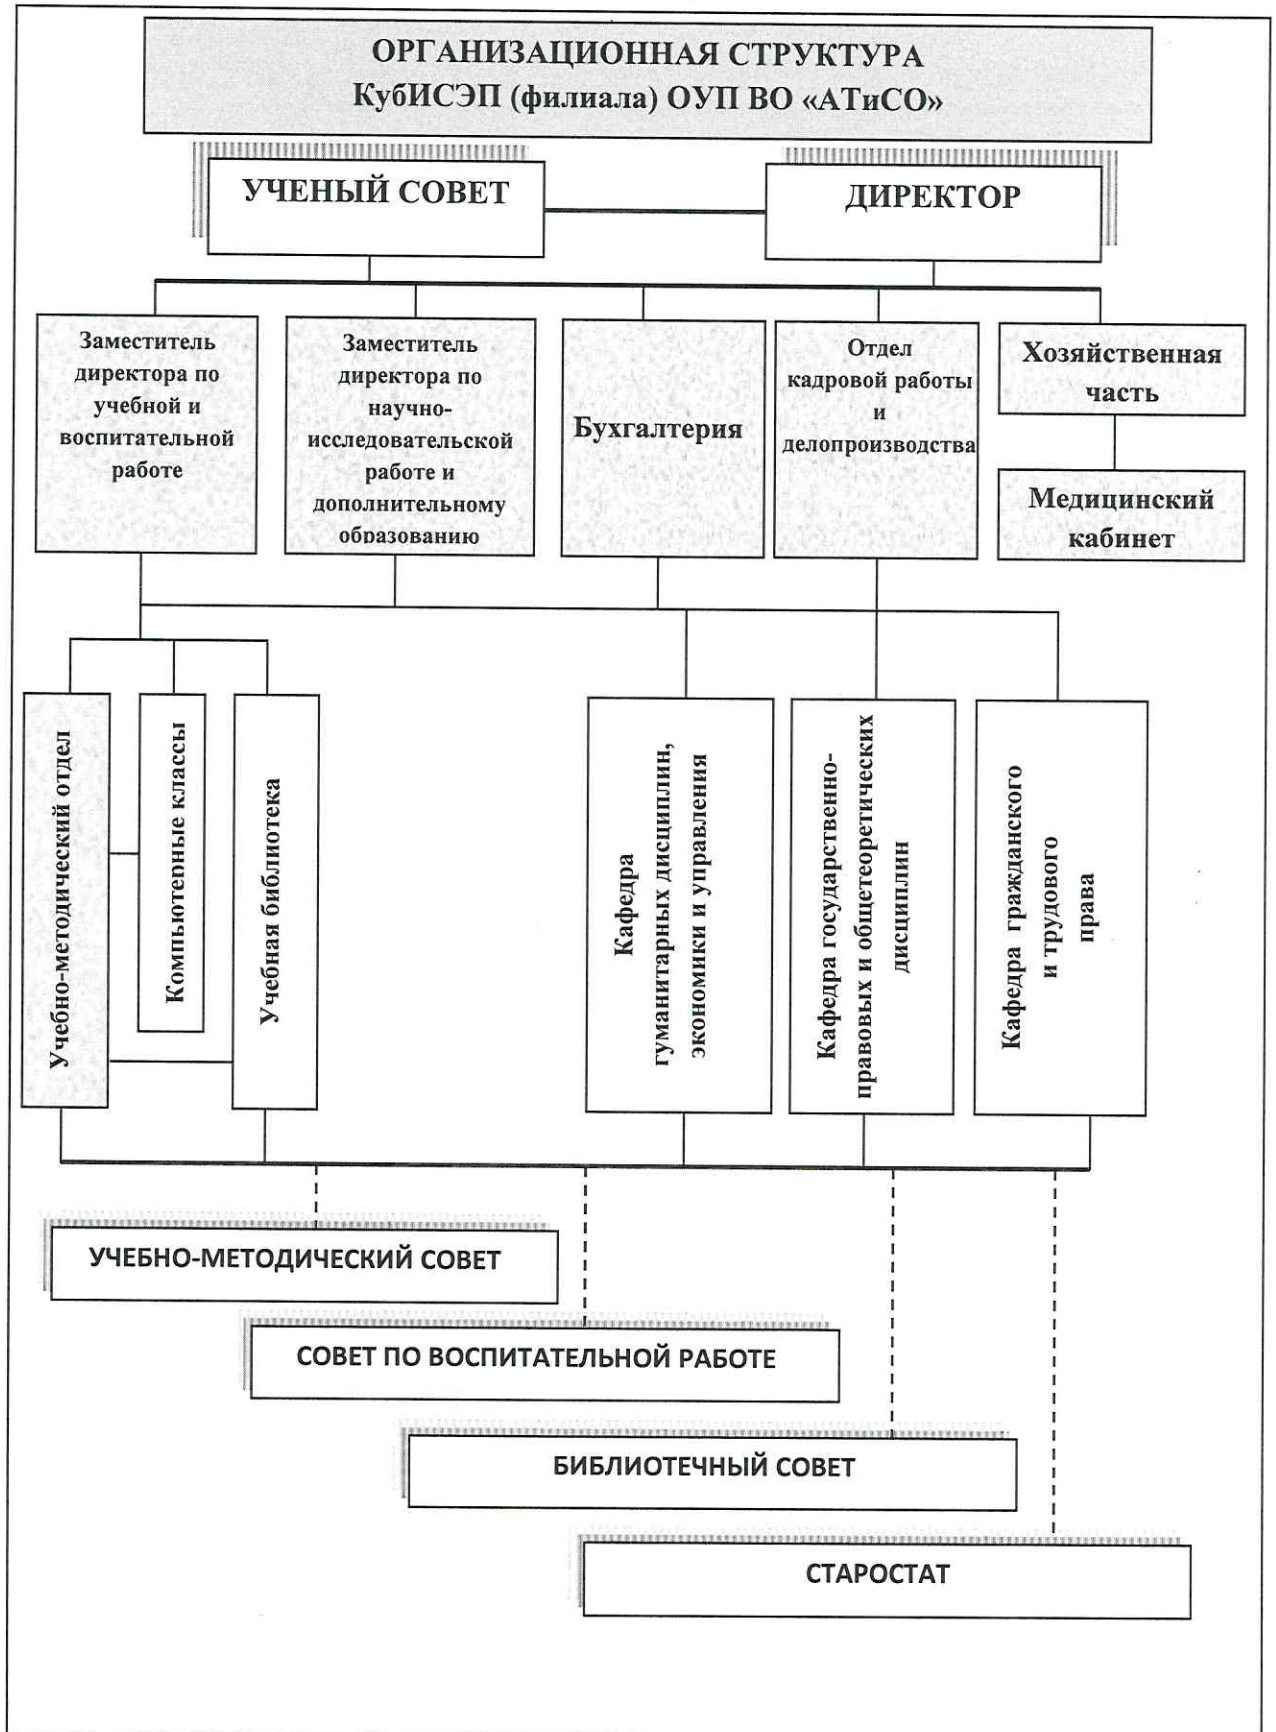 ОРГАНИЗАЦИОННАЯ СТРУКТУРА
КубИСЭП (филиала) ОУП ВО «АТиСО»
УЧЕНЫЙ СОВЕТ
ДИРЕКТОР
Заместитель
директора по
учебной и
воспитательной
работе
Заместитель
директора по
научно-
исследовательской
работе и
дополнительному
образованию
Бухгалтерия
Отдел
кадровой работы
и
делопроизводства
Хозяйственная
часть
Медицинский
кабинет
Учебно-методический отдел
Компьютерные классы
Учебная библиотека
Кафедра
гуманитарных дисциплин,
экономики и управления
Кафедра государственно-
правовых и общетеоретических
дисциплин
Кафедра гражданского
и трудового
права
УЧЕБНО-МЕТОДИЧЕСКИЙ СОВЕТ
СОВЕТ ПО ВОСПИТАТЕЛЬНОЙ РАБОТЕ
БИБЛИОТЕЧНЫЙ СОВЕТ
СТАРОСТАТ